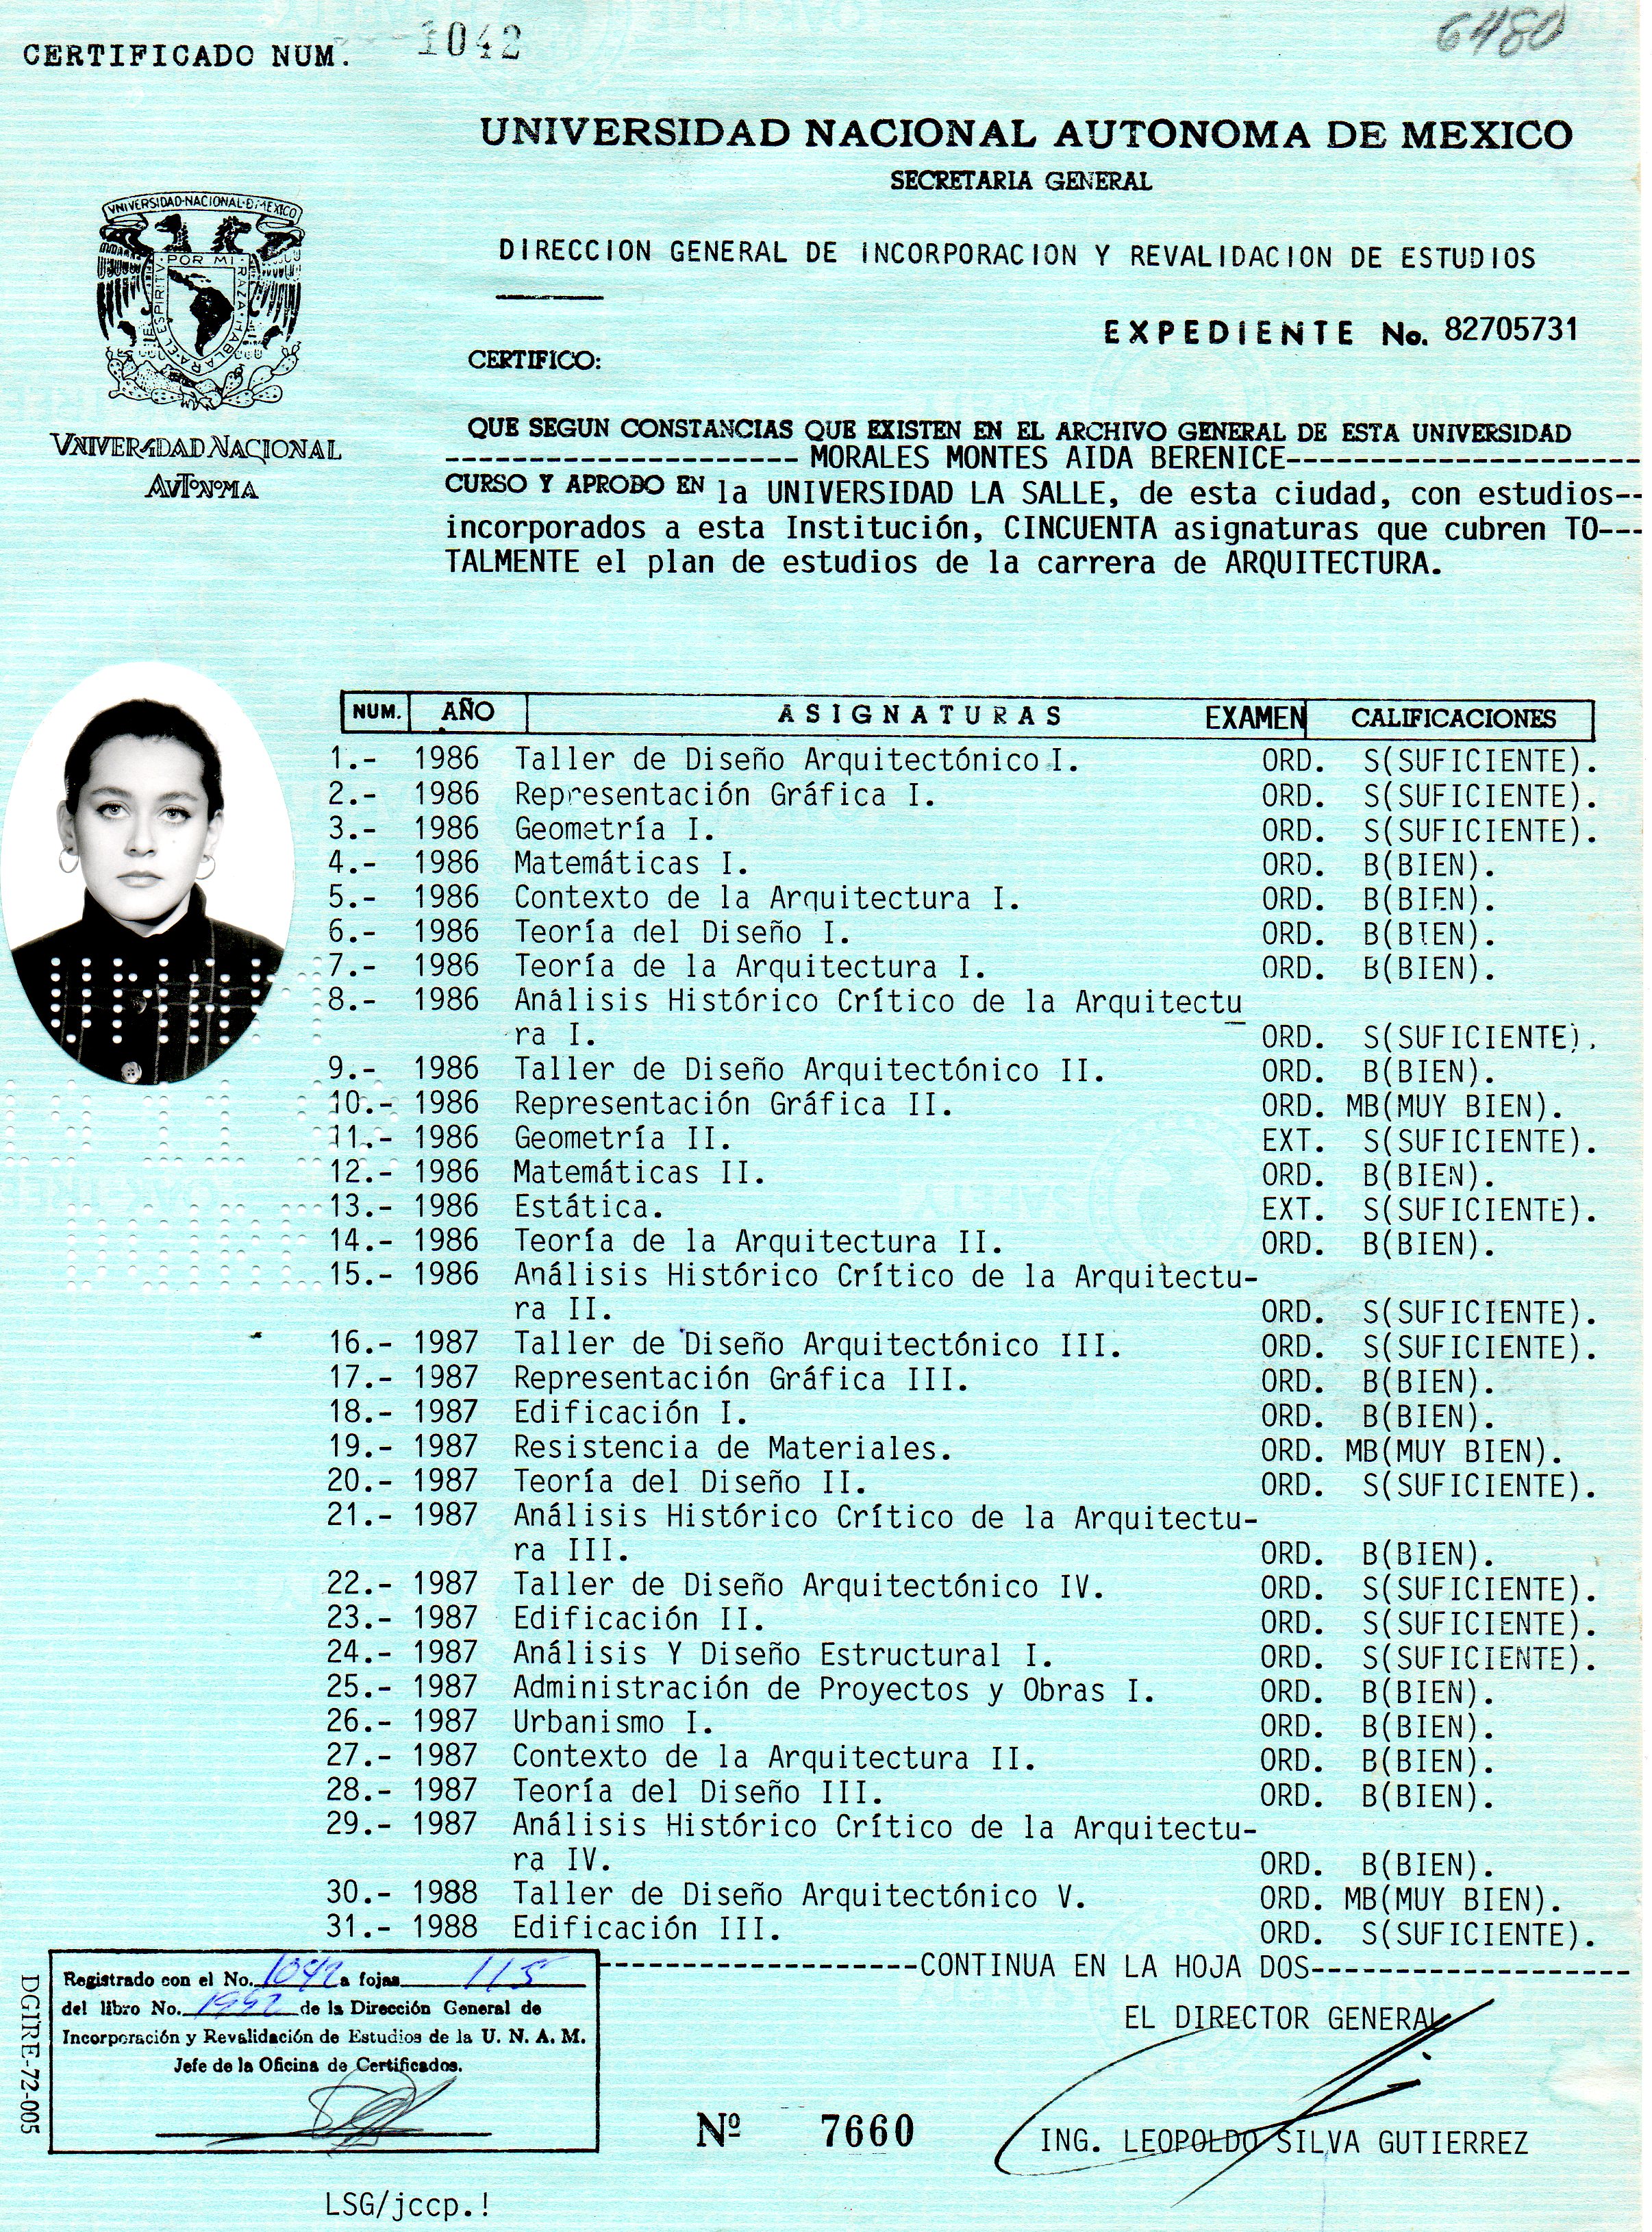 CERTIFICADO NUM. 1042
6480
UNIVERSIDAD NACIONAL AUTONOMA DE MEXICO
SECRETARIA GENERAL
VNIVERSIDAD·NACIONAL·D·MEXICO
POR MI RAZA HABLARA EL ESPIRITV
VNIVERSIDAD NACIONAL
AVTONOMA
DIRECCION GENERAL DE INCORPORACION Y REVALIDACION DE ESTUDIOS
EXPEDIENTE No. 82705731
CERTIFICO:
QUE SEGUN CONSTANCIAS QUE EXISTEN EN EL ARCHIVO GENERAL DE ESTA UNIVERSIDAD
--------------------- MORALES MONTES AIDA BERENICE---------------------
CURSO Y APROBO EN la UNIVERSIDAD LA SALLE, de esta ciudad, con estudios--
incorporados a esta Institución, CINCUENTA asignaturas que cubren TO---
TALMENTE el plan de estudios de la carrera de ARQUITECTURA.
NUM. AÑO ASIGNATURAS EXAMEN CALIFICACIONES
1.- 1986 Taller de Diseño Arquitectónico I. ORD. S(SUFICIENTE).
2.- 1986 Representación Gráfica I. ORD. S(SUFICIENTE).
3.- 1986 Geometría I. ORD. S(SUFICIENTE).
4.- 1986 Matemáticas I. ORD. B(BIEN).
5.- 1986 Contexto de la Arquitectura I. ORD. B(BIEN).
6.- 1986 Teoría del Diseño I. ORD. B(BIEN).
7.- 1986 Teoría de la Arquitectura I. ORD. B(BIEN).
8.- 1986 Análisis Histórico Crítico de la Arquitectu
ra I. ORD. S(SUFICIENTE).
9.- 1986 Taller de Diseño Arquitectónico II. ORD. B(BIEN).
10.- 1986 Representación Gráfica II. ORD. MB(MUY BIEN).
11.- 1986 Geometría II. EXT. S(SUFICIENTE).
12.- 1986 Matemáticas II. ORD. B(BIEN).
13.- 1986 Estática. EXT. S(SUFICIENTE).
14.- 1986 Teoría de la Arquitectura II. ORD. B(BIEN).
15.- 1986 Análisis Histórico Crítico de la Arquitectu-
ra II. ORD. S(SUFICIENTE).
16.- 1987 Taller de Diseño Arquitectónico III. ORD. S(SUFICIENTE).
17.- 1987 Representación Gráfica III. ORD. B(BIEN).
18.- 1987 Edificación I. ORD. B(BIEN).
19.- 1987 Resistencia de Materiales. ORD. MB(MUY BIEN).
20.- 1987 Teoría del Diseño II. ORD. S(SUFICIENTE).
21.- 1987 Análisis Histórico Crítico de la Arquitectu-
ra III. ORD. B(BIEN).
22.- 1987 Taller de Diseño Arquitectónico IV. ORD. S(SUFICIENTE).
23.- 1987 Edificación II. ORD. S(SUFICIENTE).
24.- 1987 Análisis Y Diseño Estructural I. ORD. S(SUFICIENTE).
25.- 1987 Administración de Proyectos y Obras I. ORD. B(BIEN).
26.- 1987 Urbanismo I. ORD. B(BIEN).
27.- 1987 Contexto de la Arquitectura II. ORD. B(BIEN).
28.- 1987 Teoría del Diseño III. ORD. B(BIEN).
29.- 1987 Análisis Histórico Crítico de la Arquitectu-
ra IV. ORD. B(BIEN).
30.- 1988 Taller de Diseño Arquitectónico V. ORD. MB(MUY BIEN).
31.- 1988 Edificación III. ORD. S(SUFICIENTE).
-------------------CONTINUA EN LA HOJA DOS-------------------
Registrado con el No. 1042 a fojas 115
del libro No. 1992 de la Dirección General de
Incorporación y Revalidación de Estudios de la U. N. A. M.
Jefe de la Oficina de Certificados.
DGIRE-72-005
EL DIRECTOR GENERAL
Nº 7660
ING. LEOPOLDO SILVA GUTIERREZ
LSG/jccp.!